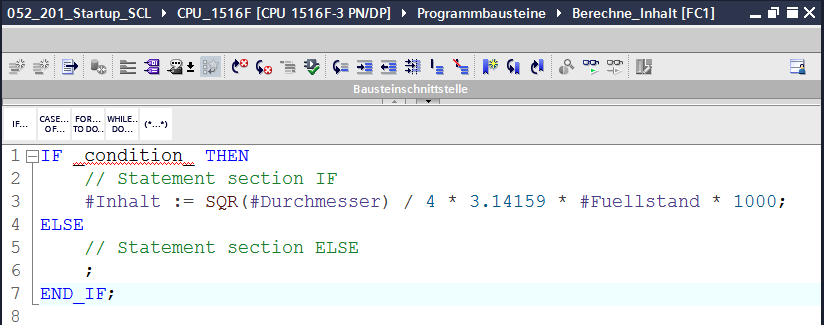 052_201_Startup_SCL ▸ CPU_1516F [CPU 1516F-3 PN/DP] ▸ Programmbausteine ▸ Berechne_Inhalt [FC1]
Bausteinschnittstelle
IF... CASE... OF... FOR... TO DO.. WHILE.. DO... (*...*)
1 IF _condition_ THEN
2 // Statement section IF
3 #Inhalt := SQR(#Durchmesser) / 4 * 3.14159 * #Fuellstand * 1000;
4 ELSE
5 // Statement section ELSE
6 ;
7 END_IF;
8